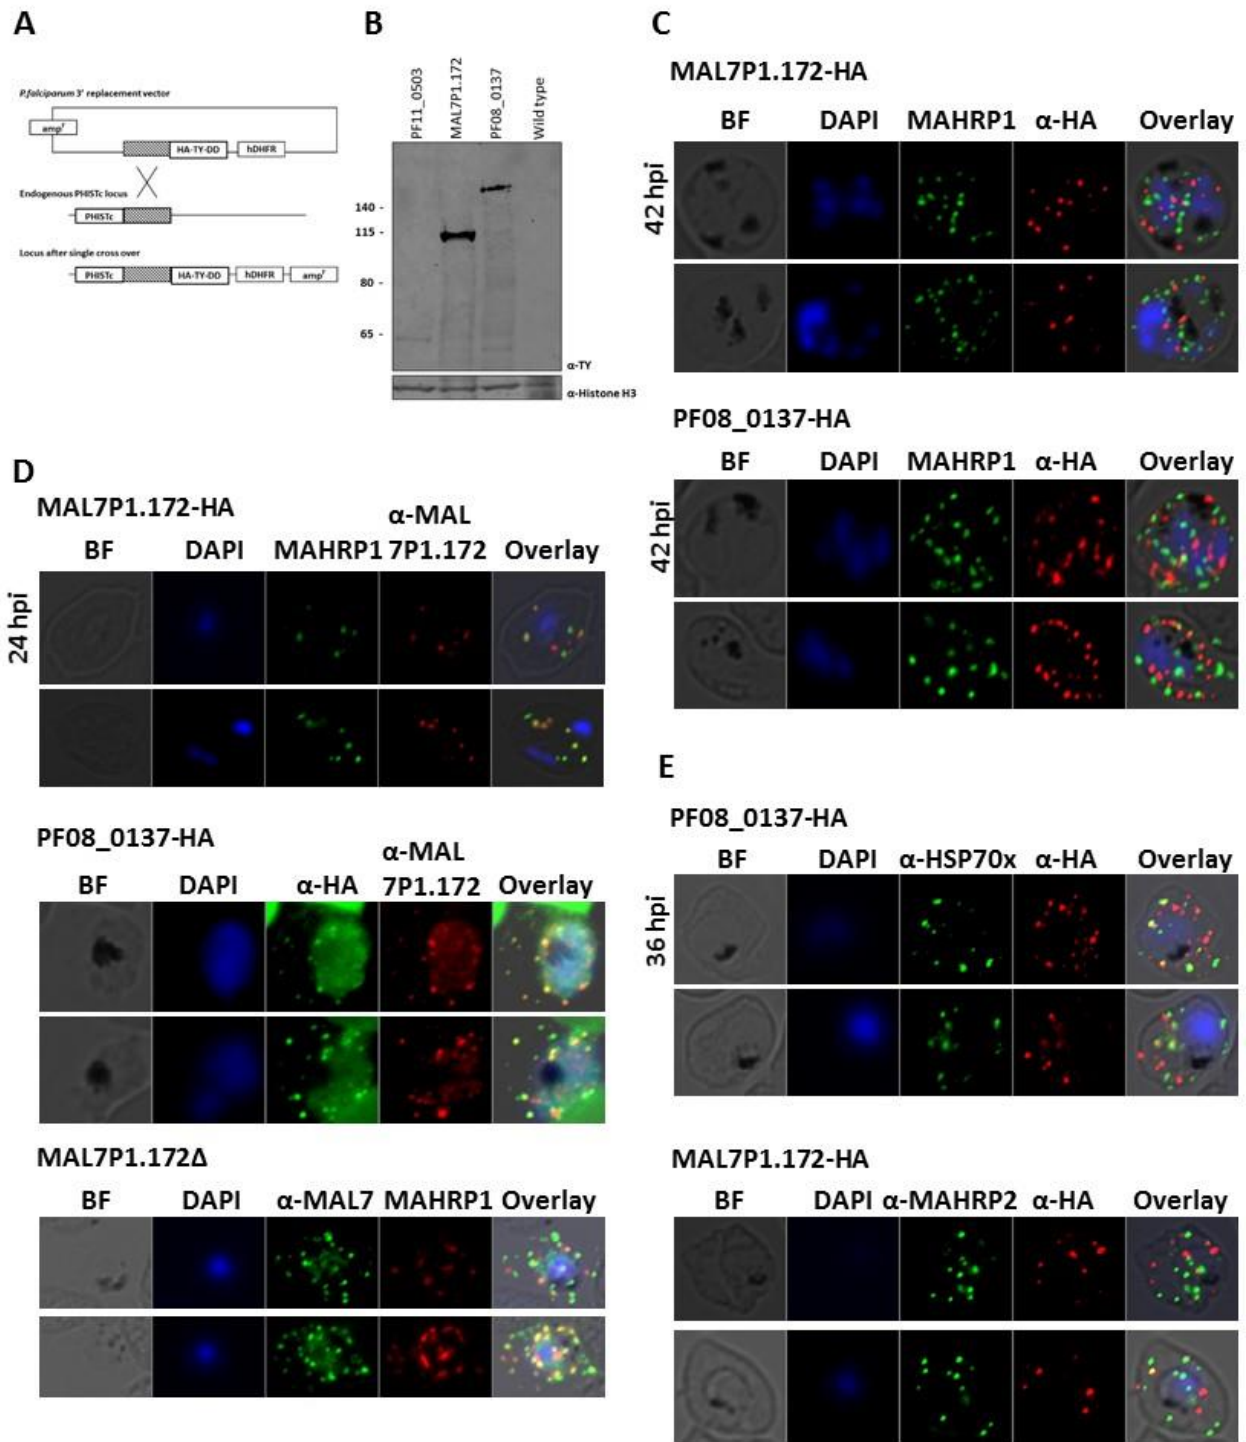 A
P.falciparum 3' replacement vector
amp^r
HA-TY-DD
hDHFR
Endogenous PHISTc locus
PHISTc
Locus after single cross over
PHISTc
HA-TY-DD
hDHFR
amp^r
B
PF11_0503
MAL7P1.172
PF08_0137
Wild type
140 -
115 -
80 -
65 -
α-TY
α-Histone H3
C
MAL7P1.172-HA
BF DAPI MAHRP1 α-HA Overlay
42 hpi
PF08_0137-HA
BF DAPI MAHRP1 α-HA Overlay
42 hpi
D
MAL7P1.172-HA
α-MAL
BF DAPI MAHRP1 7P1.172 Overlay
24 hpi
PF08_0137-HA
α-MAL
BF DAPI α-HA 7P1.172 Overlay
MAL7P1.172Δ
BF DAPI α-MAL7 MAHRP1 Overlay
E
PF08_0137-HA
BF DAPI α-HSP70x α-HA Overlay
36 hpi
MAL7P1.172-HA
BF DAPI α-MAHRP2 α-HA Overlay